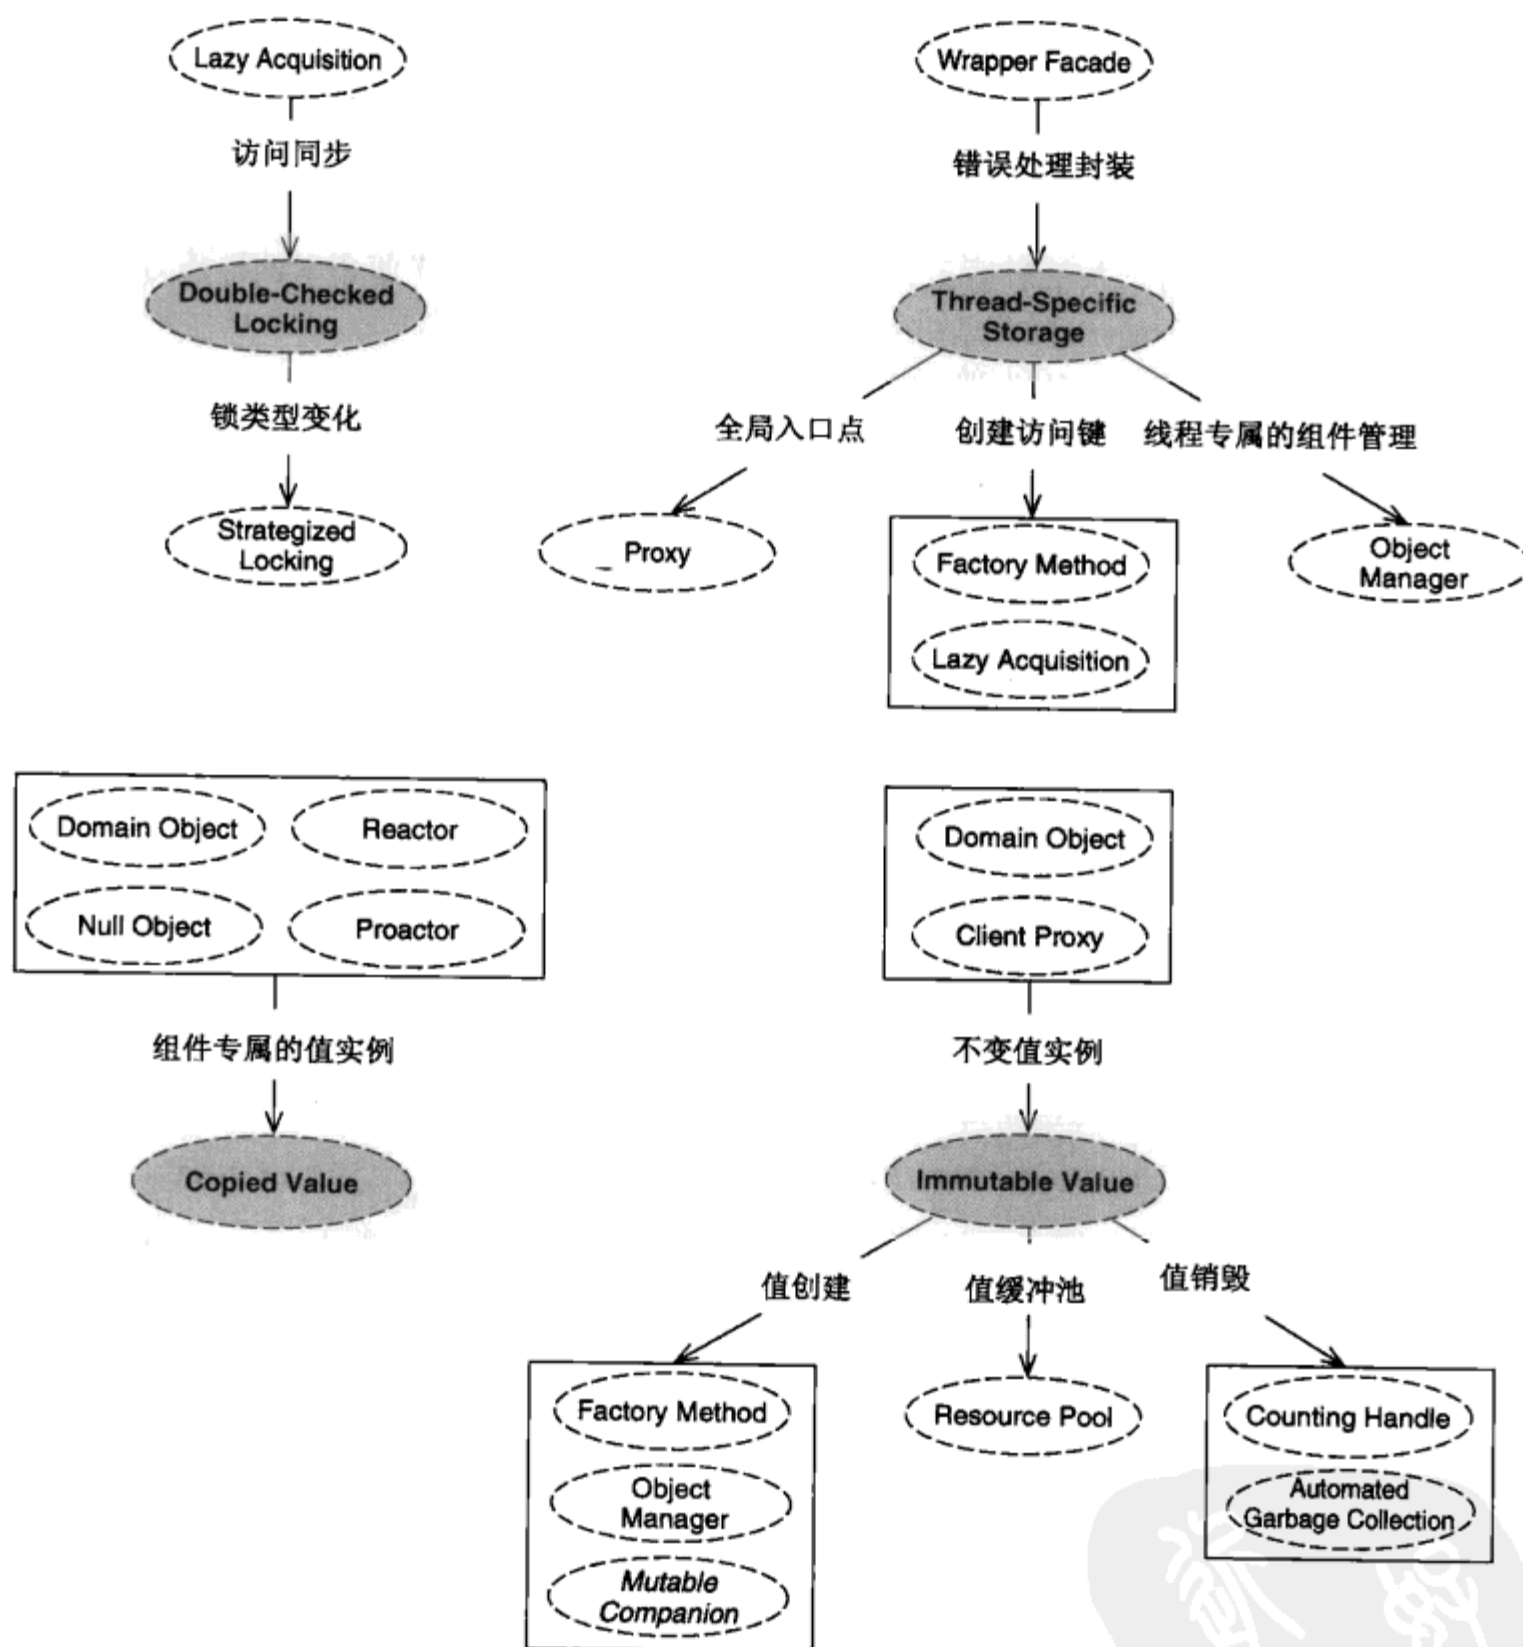 Lazy Acquisition
访问同步
Double-Checked
Locking
锁类型变化
Strategized
Locking
Wrapper Facade
错误处理封装
Thread-Specific
Storage
全局入口点
创建访问键
线程专属的组件管理
Proxy
Factory Method
Lazy Acquisition
Object
Manager
Domain Object
Reactor
Null Object
Proactor
组件专属的值实例
Copied Value
Domain Object
Client Proxy
不变值实例
Immutable Value
值创建
值缓冲池
值销毁
Factory Method
Object
Manager
Mutable
Companion
Resource Pool
Counting Handle
Automated
Garbage Collection